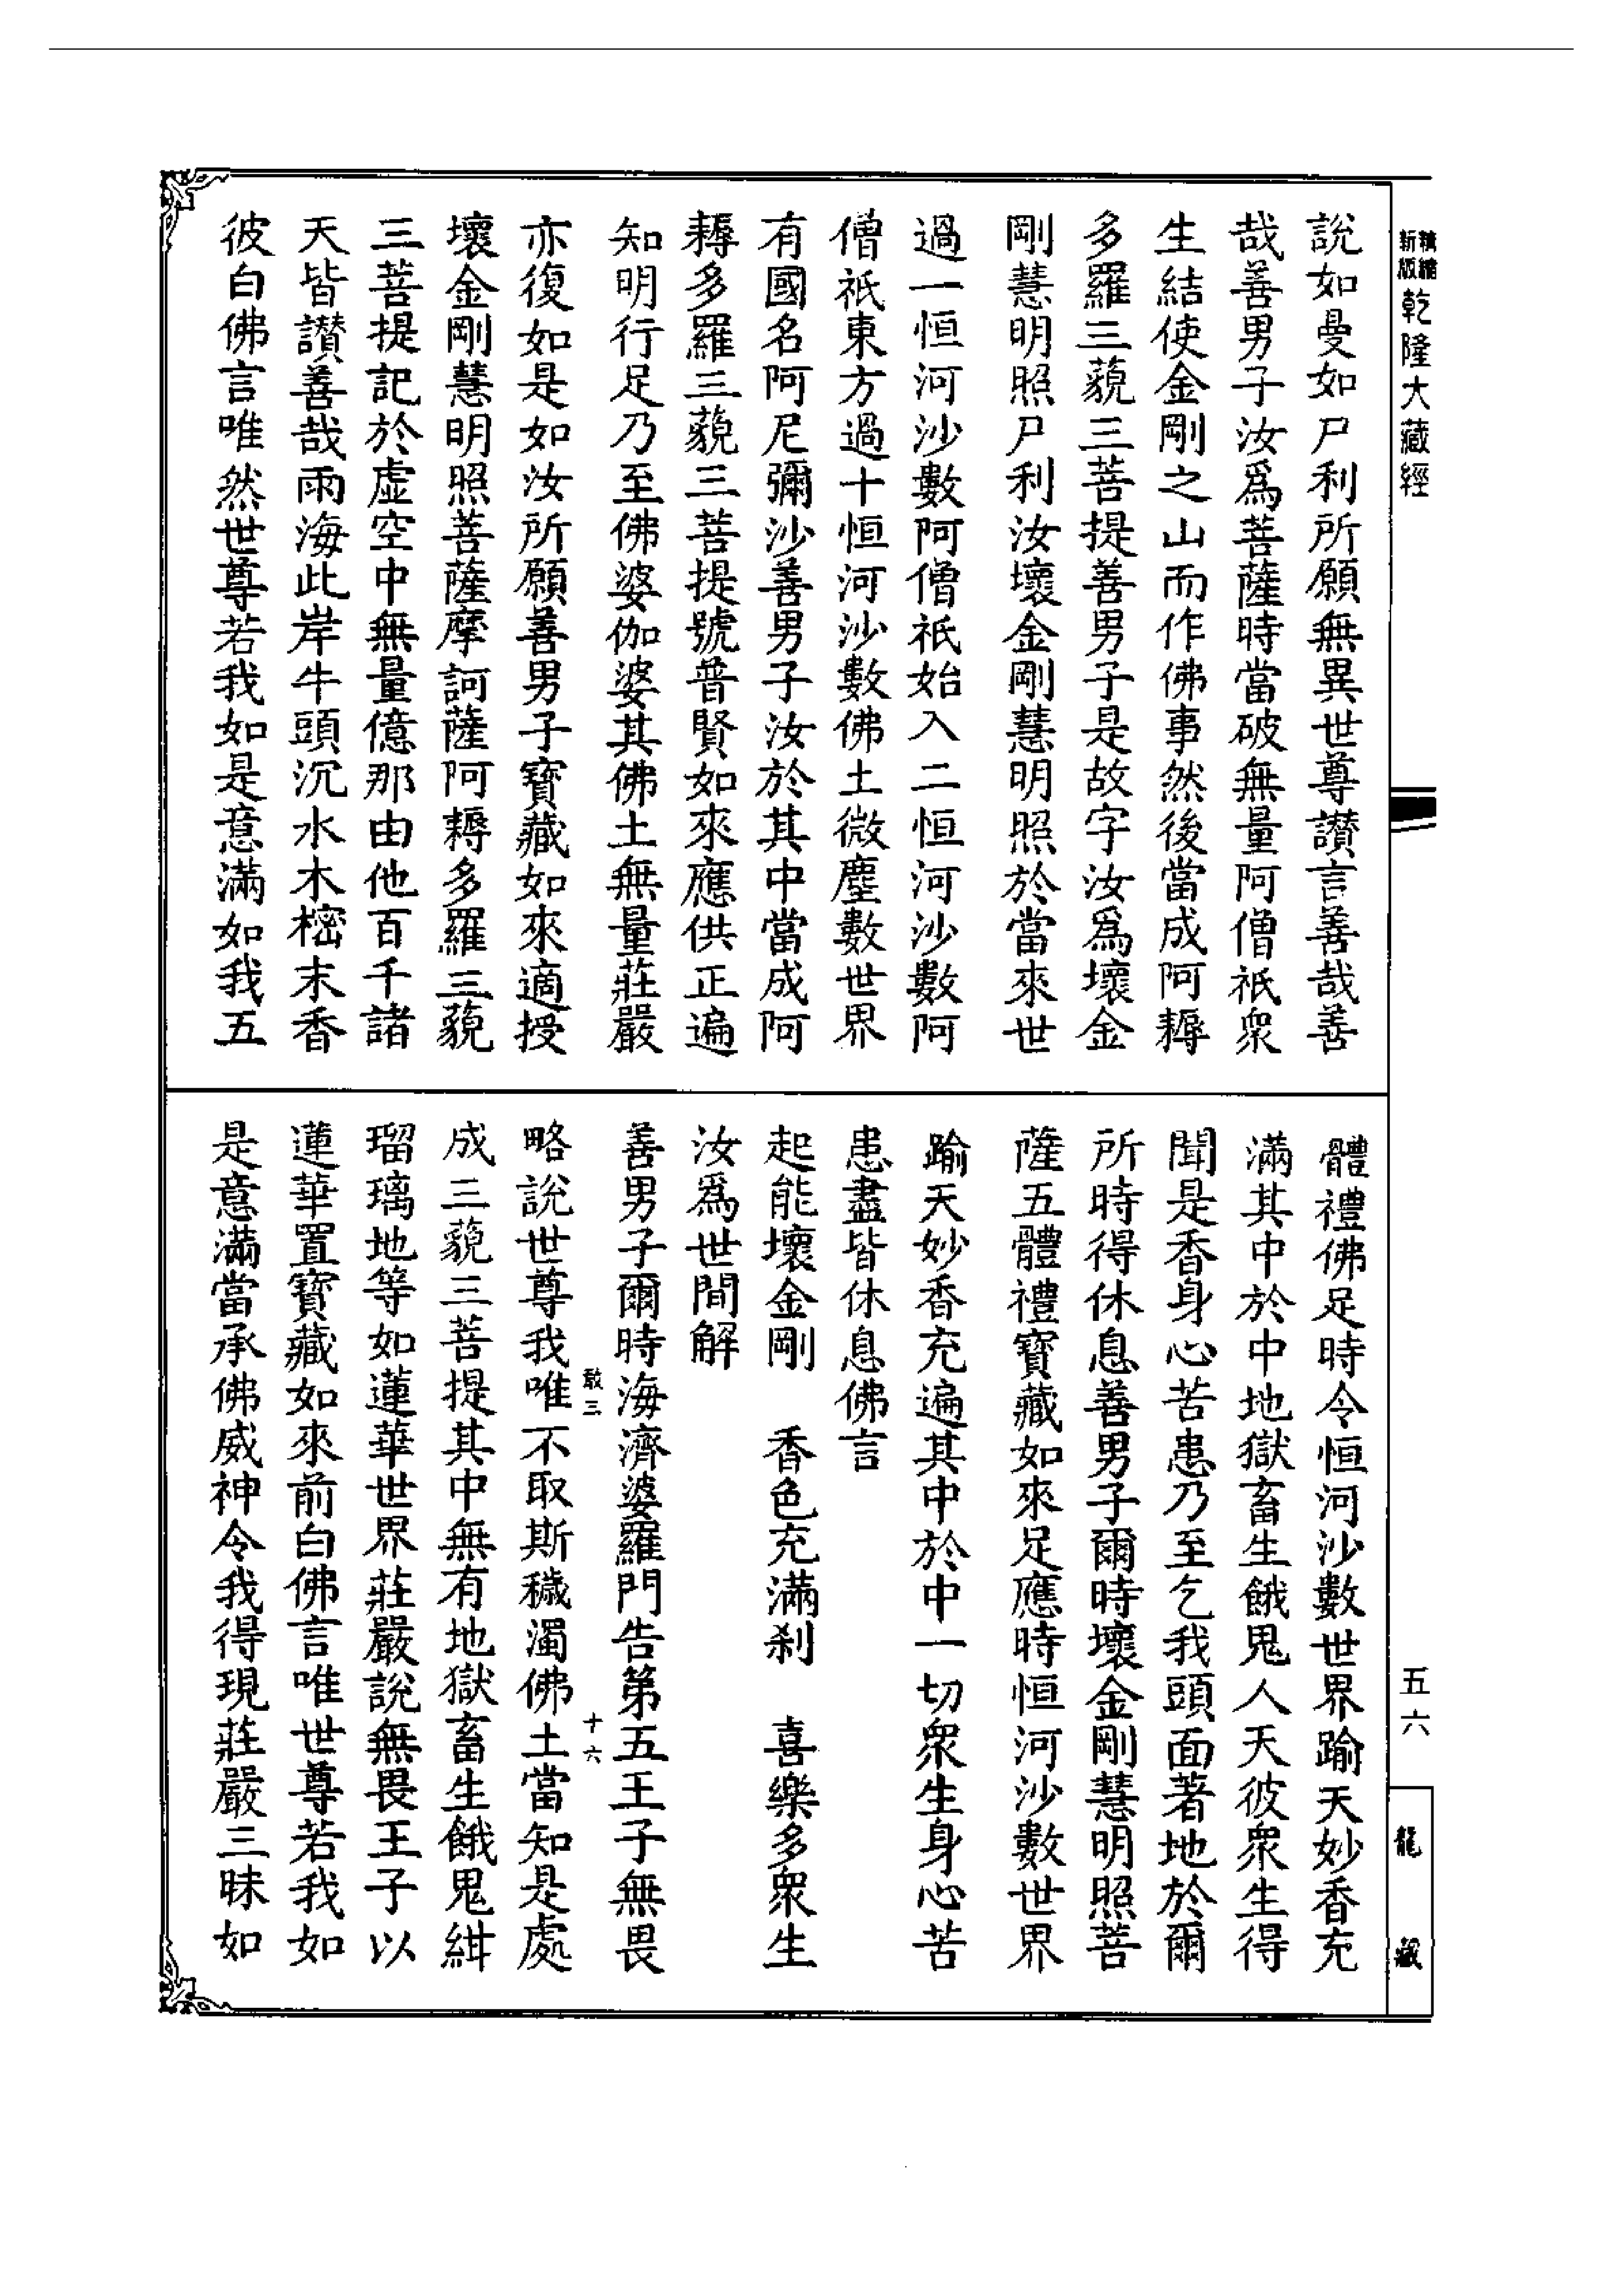 精縮新版乾隆大藏經
說如曼如尸利所願無異世尊讃言善哉善
哉善男子汝爲菩薩時當破無量阿僧祇衆
生結使金剛之山而作佛事然後當成阿耨
多羅三藐三菩提善男子是故字汝爲壞金
剛慧明照尸利汝壞金剛慧明照於當來世
過一恒河沙數阿僧祇始入二恒河沙數阿
僧祇東方過十恒河沙數佛土微塵數世界
有國名阿尼彌沙善男子汝於其中當成阿
耨多羅三藐三菩提號普賢如來應供正遍
知明行足乃至佛婆伽婆其佛土無量莊嚴
亦復如是如汝所願善男子寶藏如來適授
壞金剛慧明照菩薩摩訶薩阿耨多羅三藐
三菩提記於虛空中無量億那由他百千諸
天皆讃善哉雨海此岸牛頭沉水木櫁末香
彼白佛言唯然世尊若我如是意滿如我五
體禮佛足時令恒河沙數世界踰天妙香充
滿其中於中地獄畜生餓鬼人天彼衆生得
聞是香身心苦患乃至乞我頭面著地於爾
所時得休息善男子爾時壞金剛慧明照菩
薩五體禮寶藏如來足應時恒河沙數世界
踰天妙香充遍其中於中一切衆生身心苦
患盡皆休息佛言
起能壞金剛　香色充滿刹　喜樂多衆生
汝爲世間解
善男子爾時海濟婆羅門告第五王子無畏
敢三　十六
略說世尊我唯不取斯穢濁佛土當知是處
成三藐三菩提其中無有地獄畜生餓鬼紺
瑠璃地等如蓮華世界莊嚴說無畏王子以
蓮華置寶藏如來前白佛言唯世尊若我如
是意滿當承佛威神令我得現莊嚴三昧如
五六
龍藏